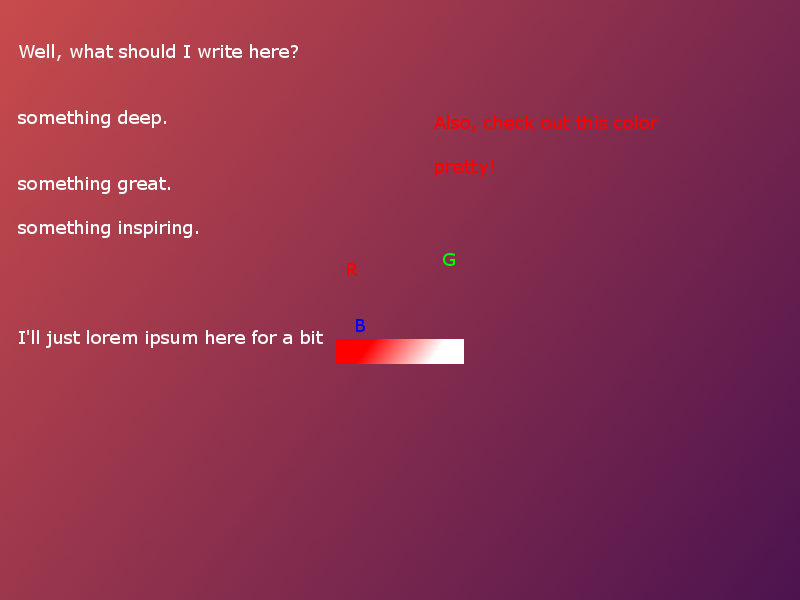 Well, what should I write here?
something deep.
something great.
something inspiring.
I'll just lorem ipsum here for a bit
Also, check out this color
pretty!
R
G
B